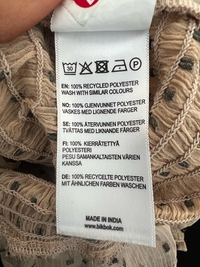 30
EN: 100% RECYCLED POLYESTER
WASH WITH SIMILAR COLOURS
NO: 100% GJENVUNNET POLYESTER
VASKES MED LIGNENDE FARGER
SE: 100% ÅTERVUNNEN POLYESTER
TVÄTTAS MED LIKNANDE FÄRGER
FI: 100% KIERRÄTETTYÄ
POLYESTERI
PESU SAMANKALTAISTEN VÄRIEN
KANSSA
DE: 100% RECYCELTE POLYESTER
MIT ÄHNLICHEN FARBEN WASCHEN
MADE IN INDIA
www.bikbok.com